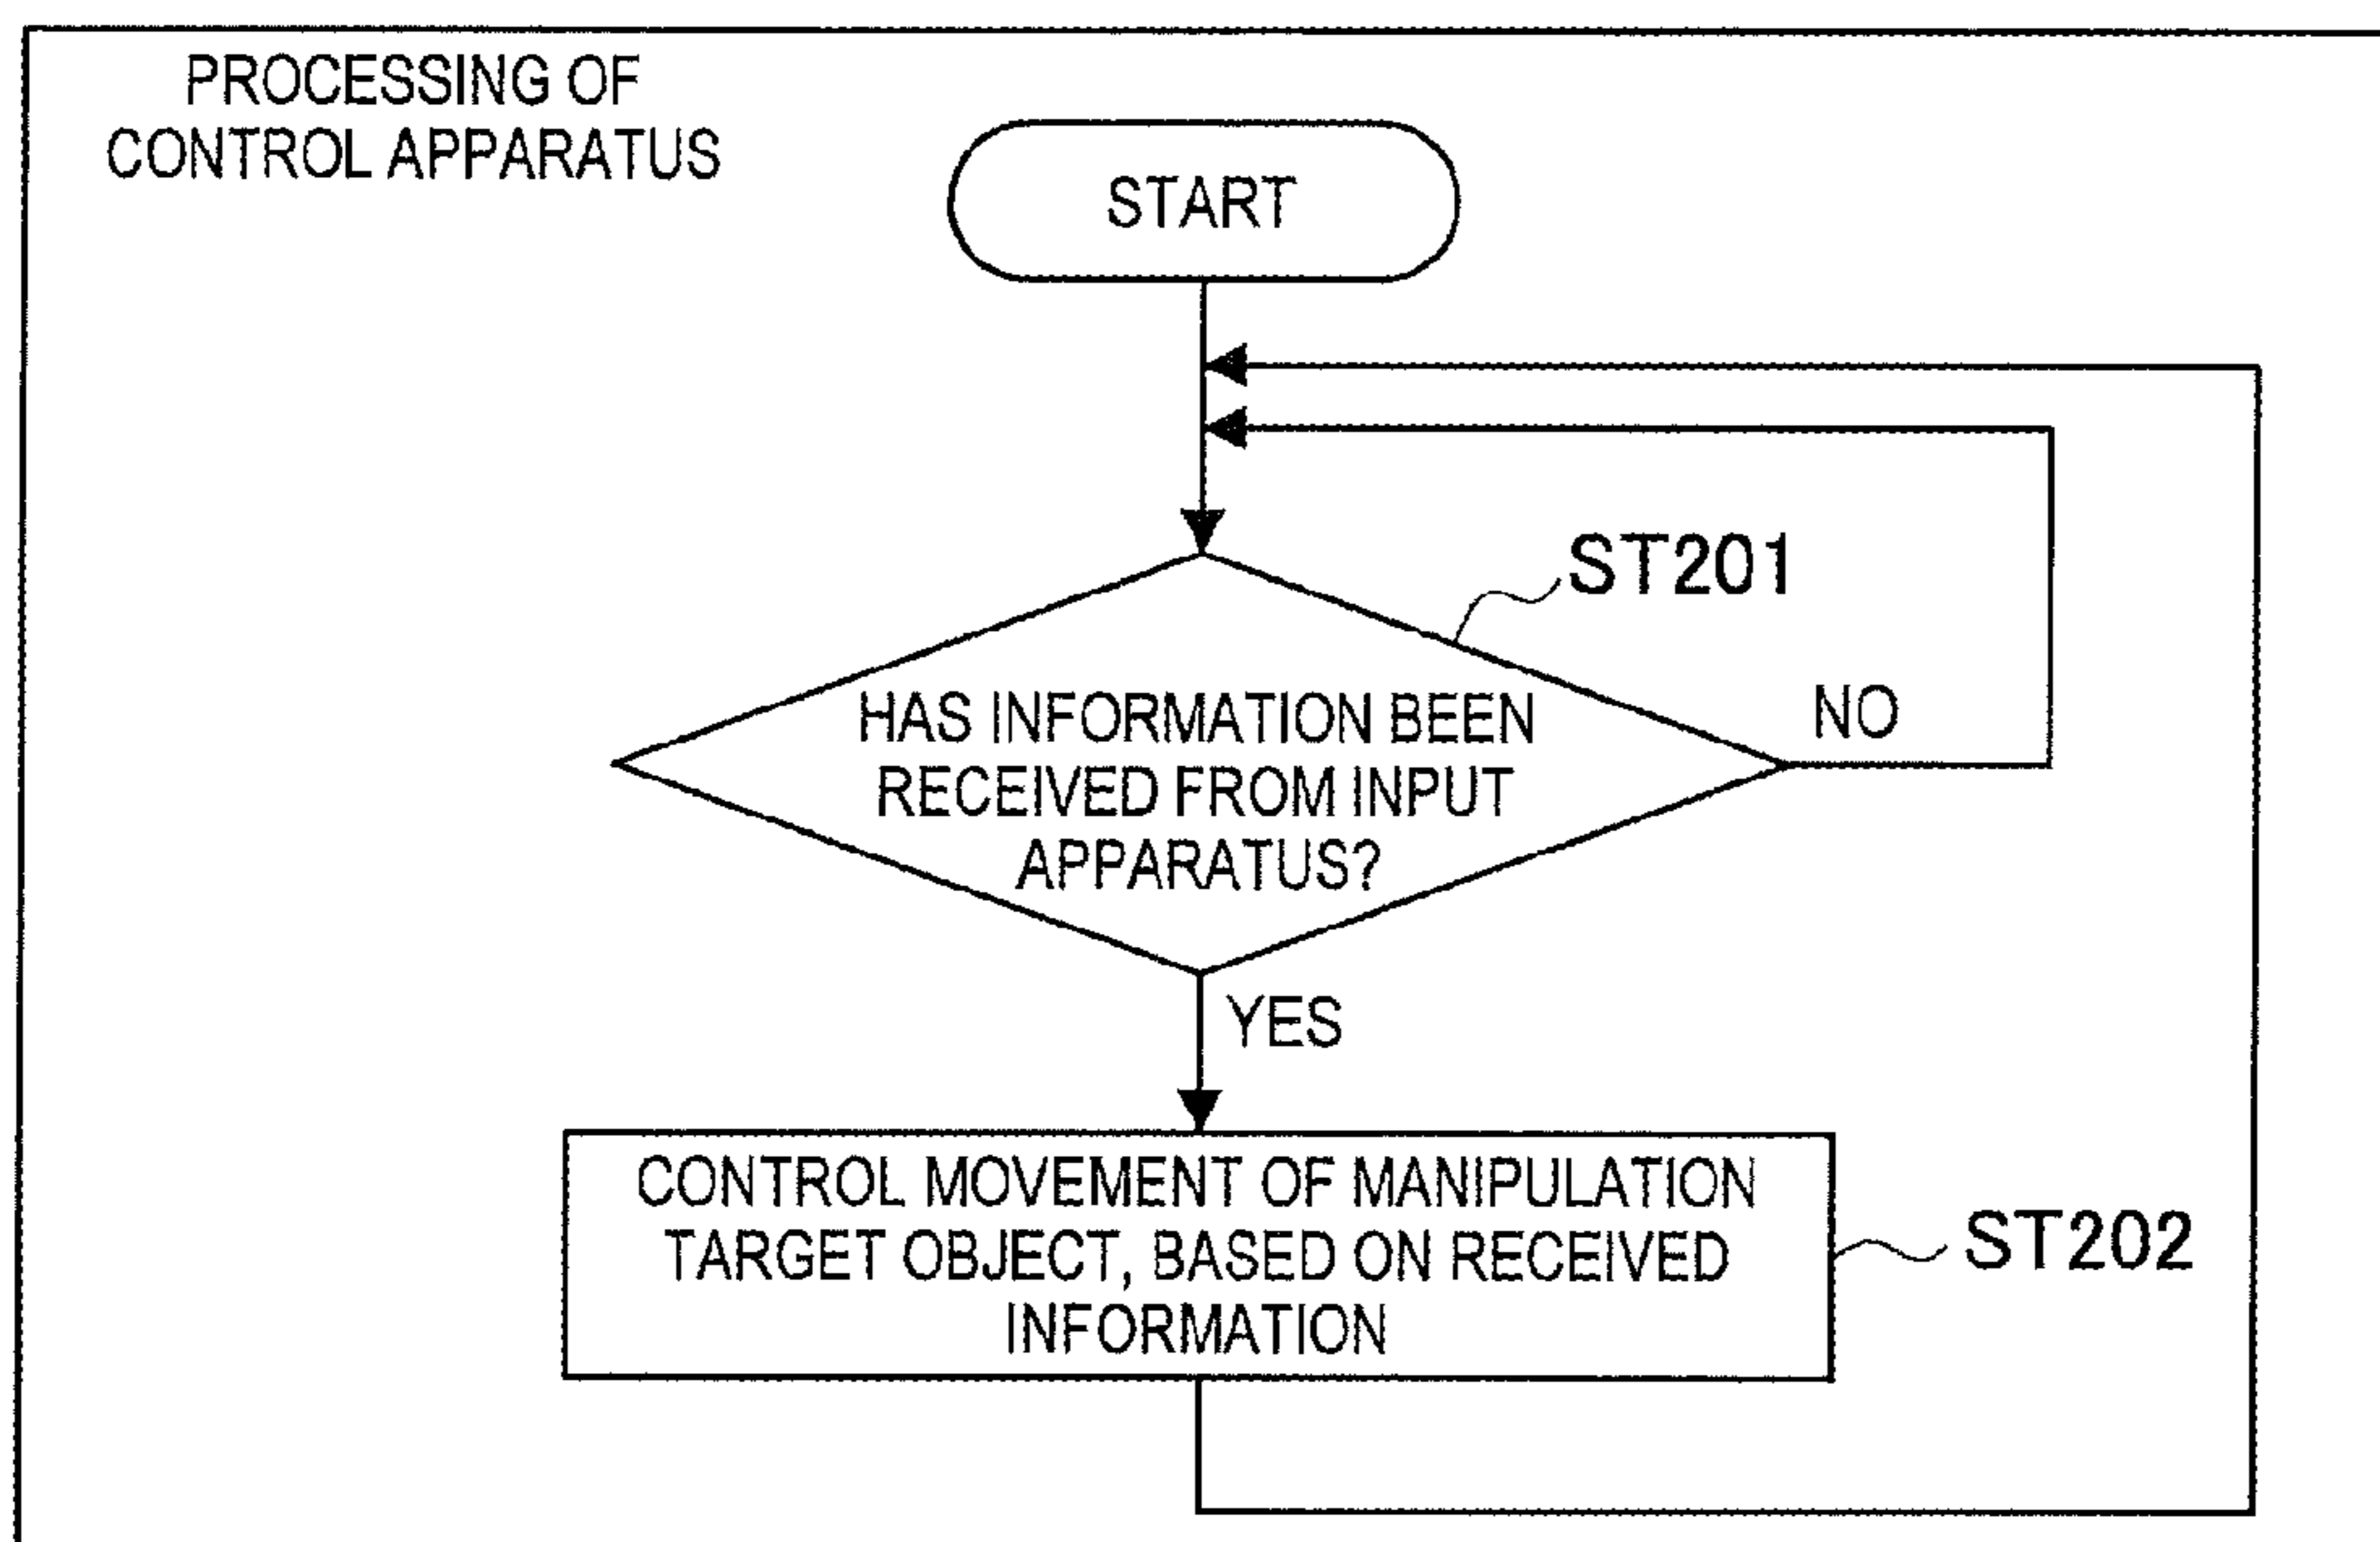 PROCESSING OF
CONTROL APPARATUS
START
ST201
HAS INFORMATION BEEN
RECEIVED FROM INPUT
APPARATUS?
NO
YES
CONTROL MOVEMENT OF MANIPULATION
TARGET OBJECT, BASED ON RECEIVED
INFORMATION
ST202